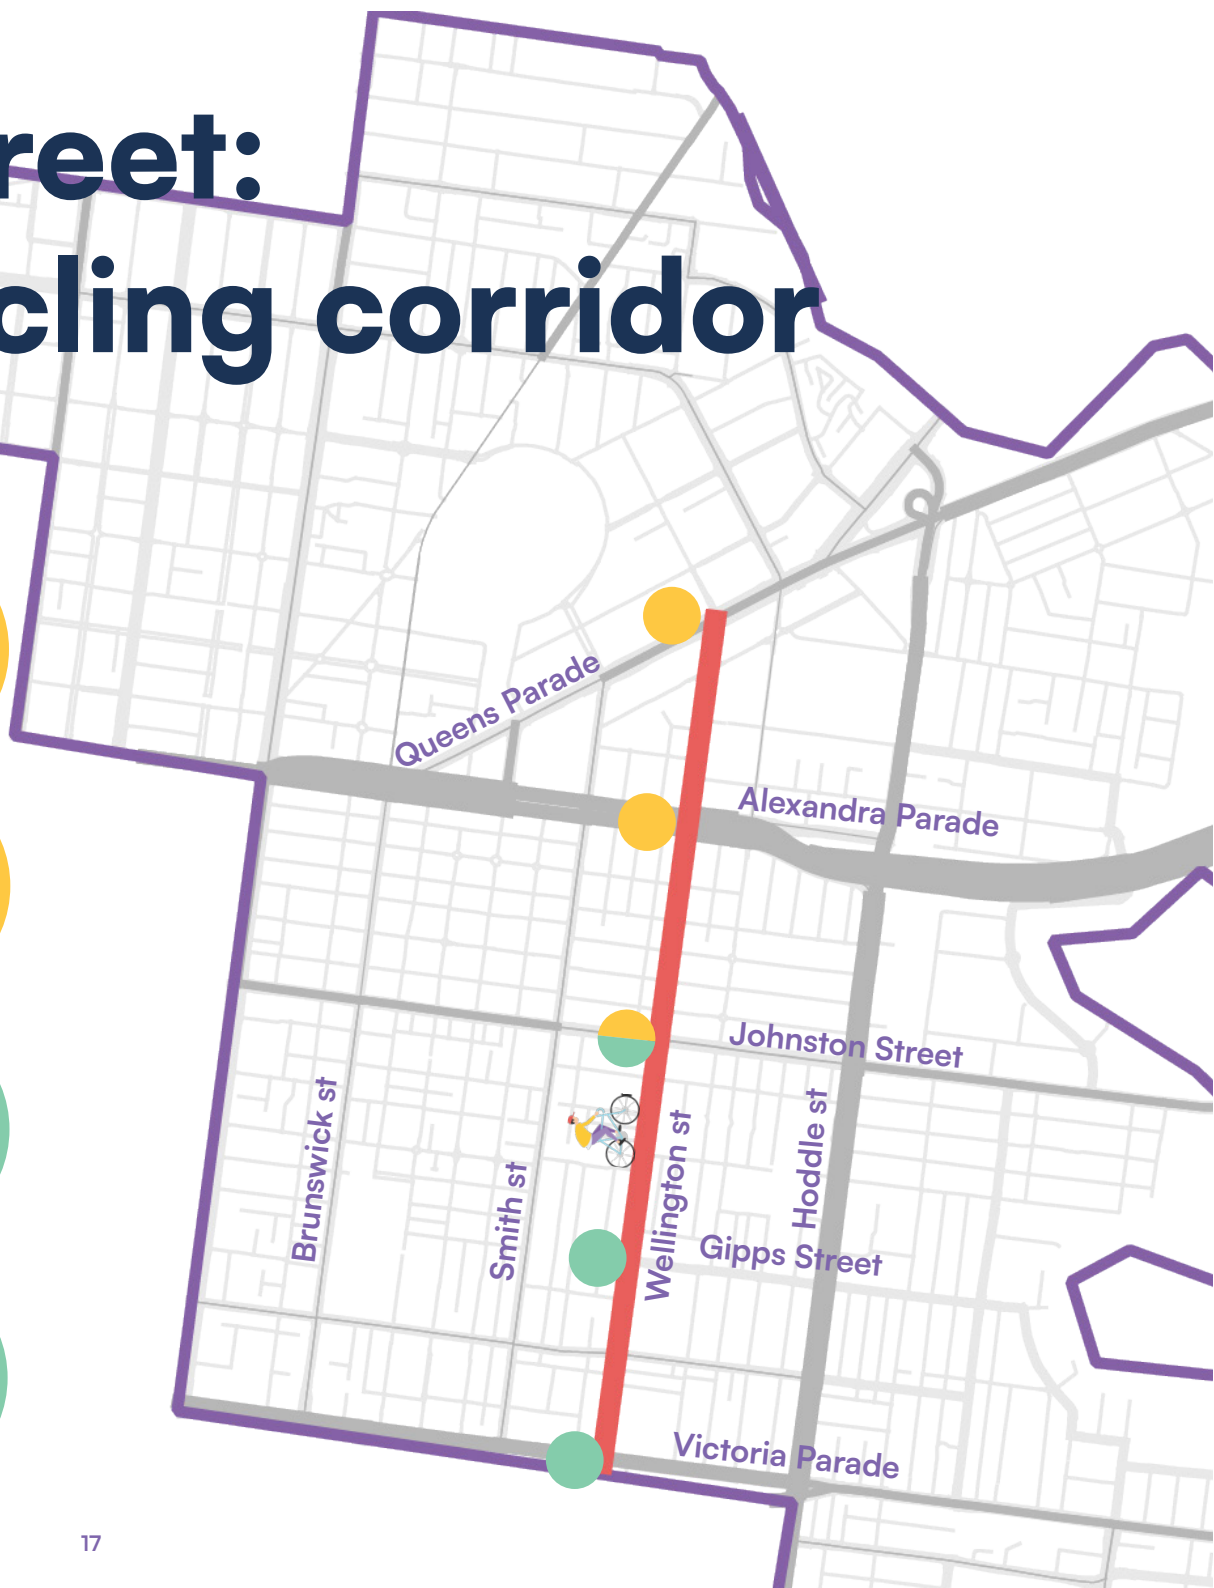 reet:
cling corridor
Queens Parade
Alexandra Parade
Johnston Street
Brunswick st
Smith st
Wellington st
Hoddle st
Gipps Street
Victoria Parade
17